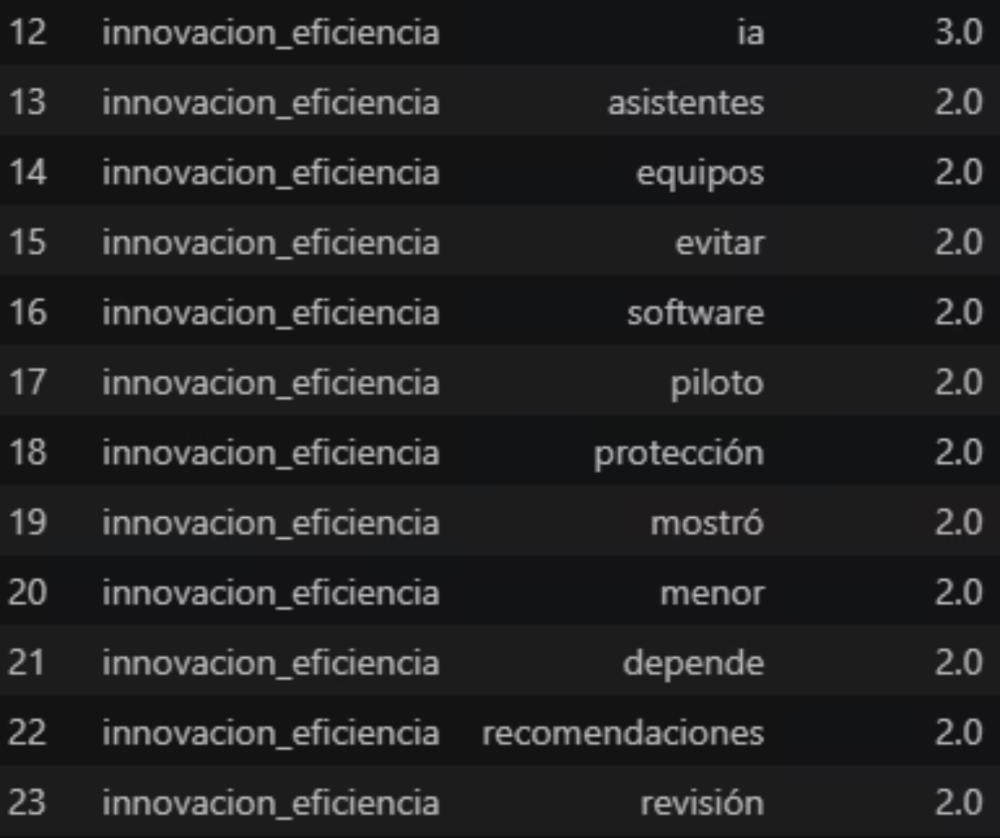 12 innovacion_eficiencia ia 3.0
13 innovacion_eficiencia asistentes 2.0
14 innovacion_eficiencia equipos 2.0
15 innovacion_eficiencia evitar 2.0
16 innovacion_eficiencia software 2.0
17 innovacion_eficiencia piloto 2.0
18 innovacion_eficiencia protección 2.0
19 innovacion_eficiencia mostró 2.0
20 innovacion_eficiencia menor 2.0
21 innovacion_eficiencia depende 2.0
22 innovacion_eficiencia recomendaciones 2.0
23 innovacion_eficiencia revisión 2.0